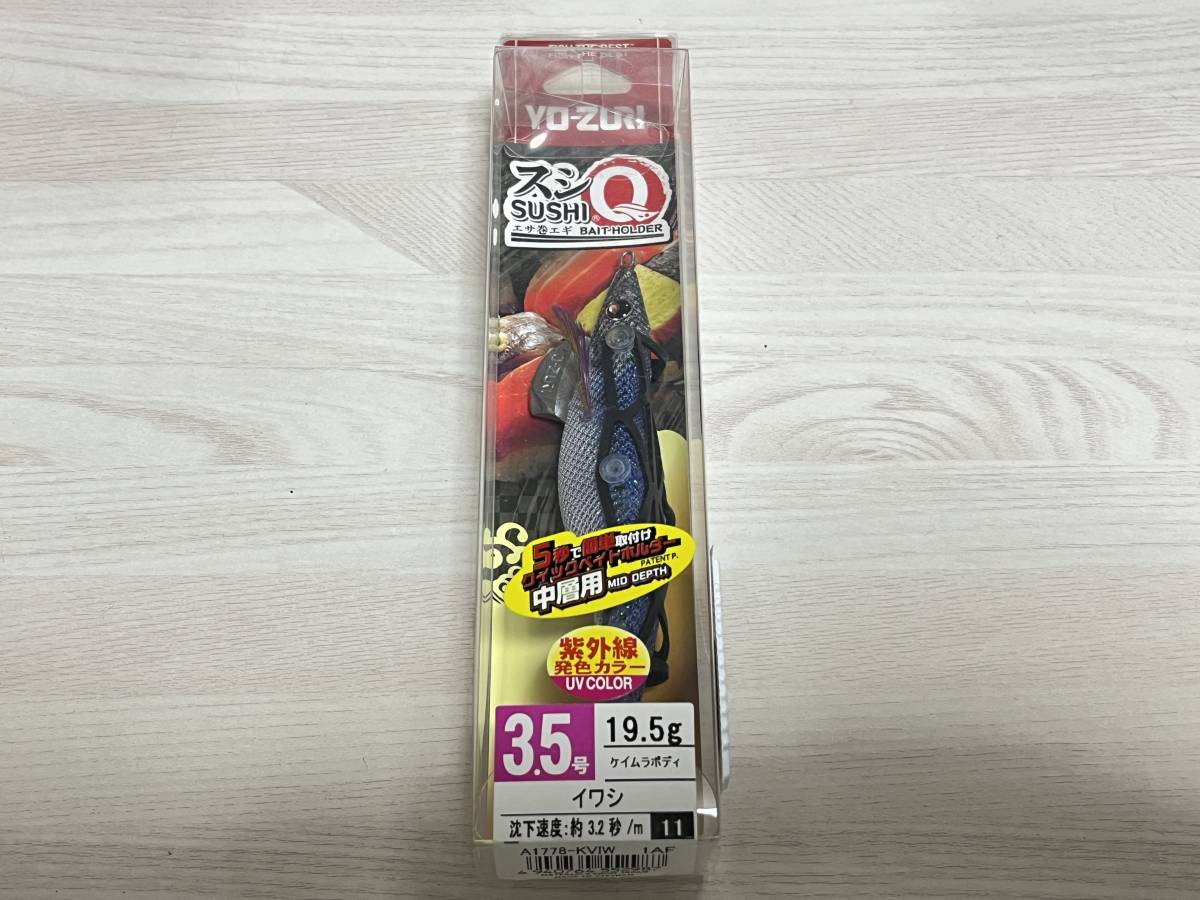 YO-ZURI
スシ
SUSHI® Q
エサ巻エギ BAIT HOLDER
5秒で簡単取付け
クイックベイトホルダー
PATENT P.
中層用 MID DEPTH
紫外線
発色カラー
UV COLOR
3.5号
19.5g
ケイムラボディ
イワシ
沈下速度:約3.2秒/m 11
A1778-KVIW 1AF